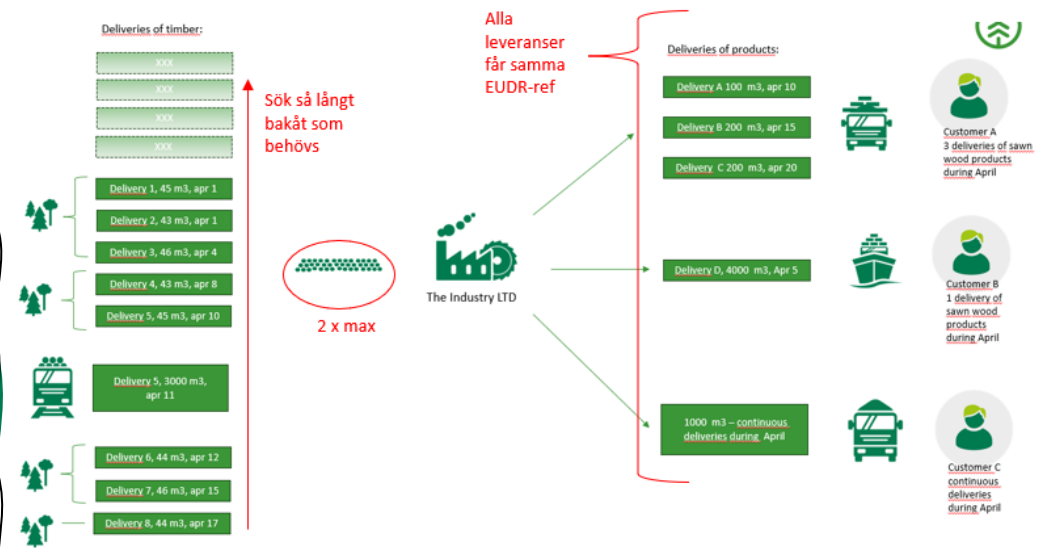 Deliveries of timber:
XXX
XXX
XXX
XXX
Delivery 1, 45 m3, apr 1
Delivery 2, 43 m3, apr 1
Delivery 3, 46 m3, apr 4
Delivery 4, 43 m3, apr 8
Delivery 5, 45 m3, apr 10
Delivery 5, 3000 m3,
apr 11
Delivery 6, 44 m3, apr 12
Delivery 7, 46 m3, apr 15
Delivery 8, 44 m3, apr 17
Sök så långt
bakåt som
behövs
2 x max
The Industry LTD
Alla
leveranser
får samma
EUDR-ref
Deliveries of products:
Delivery A 100 m3, apr 10
Delivery B 200 m3, apr 15
Delivery C 200 m3, apr 20
Delivery D, 4000 m3, Apr 5
1000 m3 – continuous
deliveries during April
Customer A
3 deliveries of sawn
wood products
during April
Customer B
1 delivery of
sawn wood
products
during April
Customer C
continuous
deliveries
during April